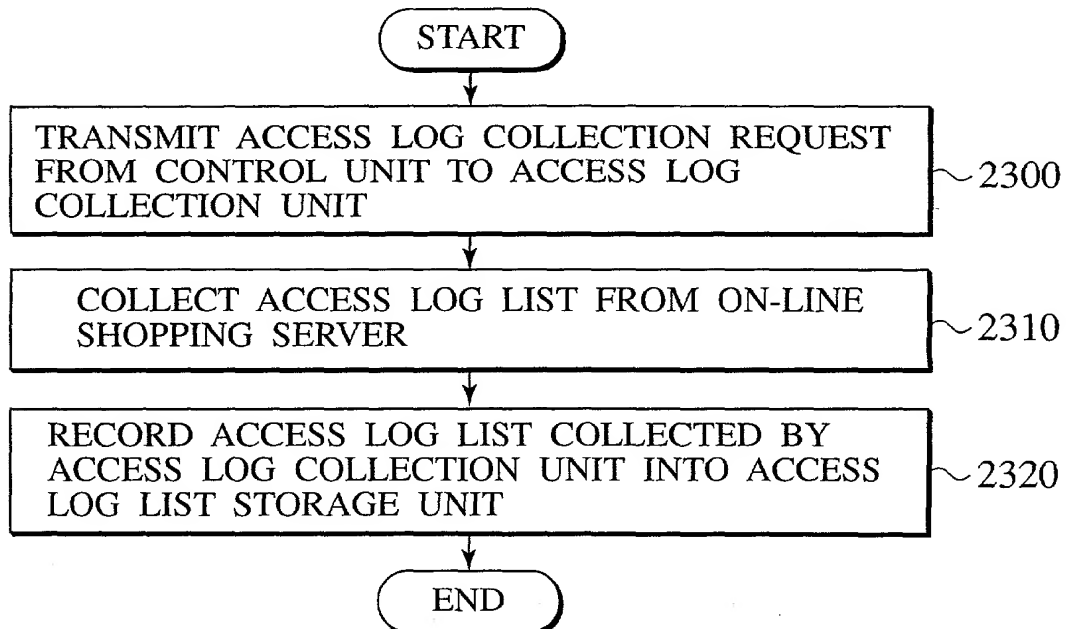 START
TRANSMIT ACCESS LOG COLLECTION REQUEST
FROM CONTROL UNIT TO ACCESS LOG
COLLECTION UNIT
2300
COLLECT ACCESS LOG LIST FROM ON-LINE
SHOPPING SERVER
2310
RECORD ACCESS LOG LIST COLLECTED BY
ACCESS LOG COLLECTION UNIT INTO ACCESS
LOG LIST STORAGE UNIT
2320
END